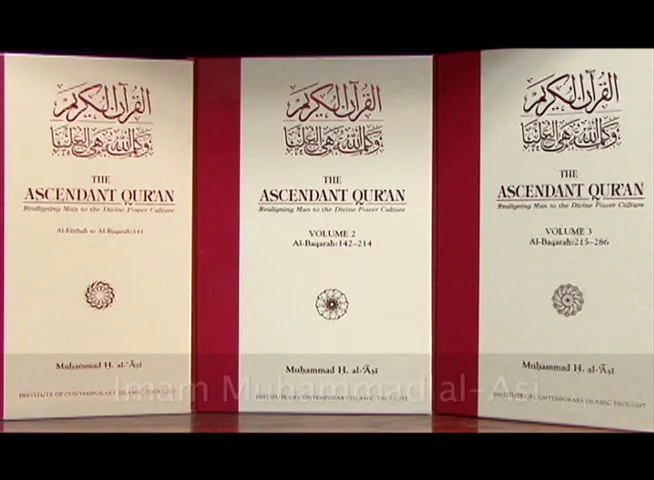 القرآن الكريم
وكلمة الله هي العليا
THE
ASCENDANT QUR'AN
Realigning Man to the Divine Power Culture
Al-Fātiḥah to Al-Baqarah:141
Muḥammad H. al-'Āṣī
INSTITUTE OF CONTEMPORARY ISLAMIC THOUGHT
القرآن الكريم
وكلمة الله هي العليا
THE
ASCENDANT QUR'AN
Realigning Man to the Divine Power Culture
VOLUME 2
Al-Baqarah:142–214
Muḥammad H. al-'Āṣī
INSTITUTE OF CONTEMPORARY ISLAMIC THOUGHT
القرآن الكريم
وكلمة الله هي العليا
THE
ASCENDANT QUR'AN
Realigning Man to the Divine Power Culture
VOLUME 3
Al-Baqarah:215–286
Muḥammad H. al-'Āṣī
INSTITUTE OF CONTEMPORARY ISLAMIC THOUGHT
Imam Muhammad al-Asi